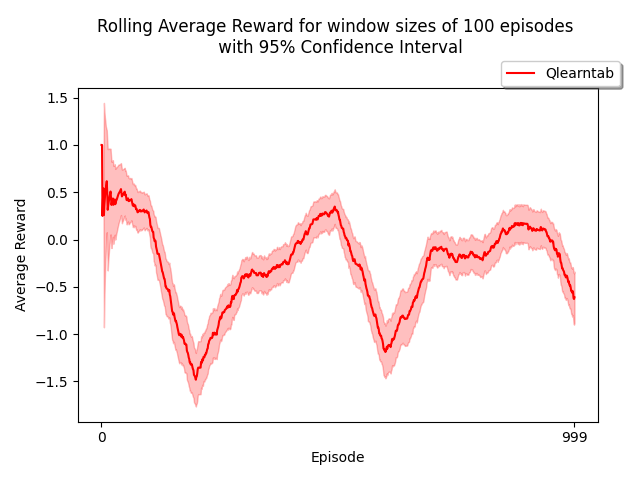 Rolling Average Reward for window sizes of 100 episodes
with 95% Confidence Interval
Qlearntab
1.5
1.0
0.5
0.0
−0.5
−1.0
−1.5
Average Reward
0
999
Episode